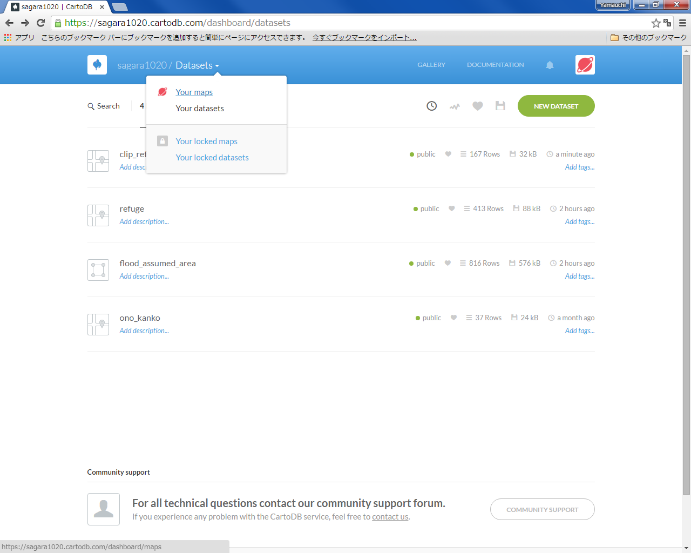 sagara1020 | CartoDB
Yamauchi
https://sagara1020.cartodb.com/dashboard/datasets
アプリ こちらのブックマーク バーにブックマークを追加すると簡単にページにアクセスできます。 今すぐブックマークをインポート...
その他のブックマーク
sagara1020 / Datasets
GALLERY DOCUMENTATION
Your maps
Your datasets
Your locked maps
Your locked datasets
Search 4
NEW DATASET
clip_ref
public 167 Rows 32 kB a minute ago
Add descr
Add tags...
refuge
public 413 Rows 88 kB 2 hours ago
Add description...
Add tags...
flood_assumed_area
public 816 Rows 576 kB 2 hours ago
Add description...
Add tags...
ono_kanko
public 37 Rows 24 kB a month ago
Add description...
Add tags...
Community support
For all technical questions contact our community support forum.
If you experience any problem with the CartoDB service, feel free to contact us.
COMMUNITY SUPPORT
https://sagara1020.cartodb.com/dashboard/maps